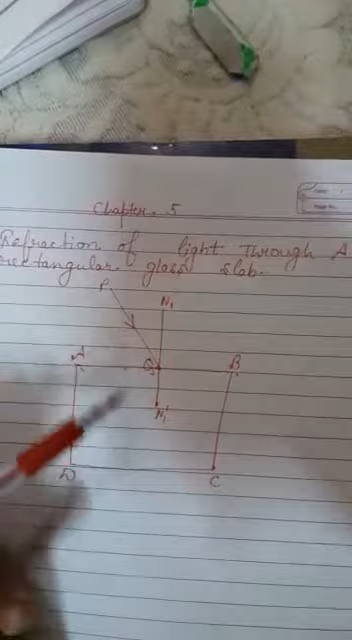 Chapter. 5
Refraction of light Through A
rectangular glass slab.
P
N₁
A
O
B
N₁'
D
C